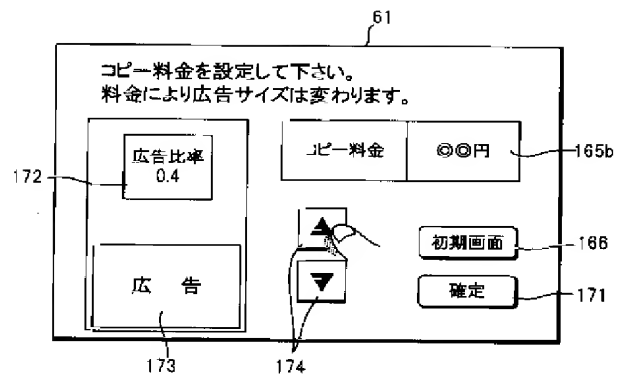 61
コピー料金を設定して下さい。
料金により広告サイズは変わります。
広告比率
0.4
172
コピー料金
◎◎円
165b
初期画面
166
広 告
確定
171
173
174